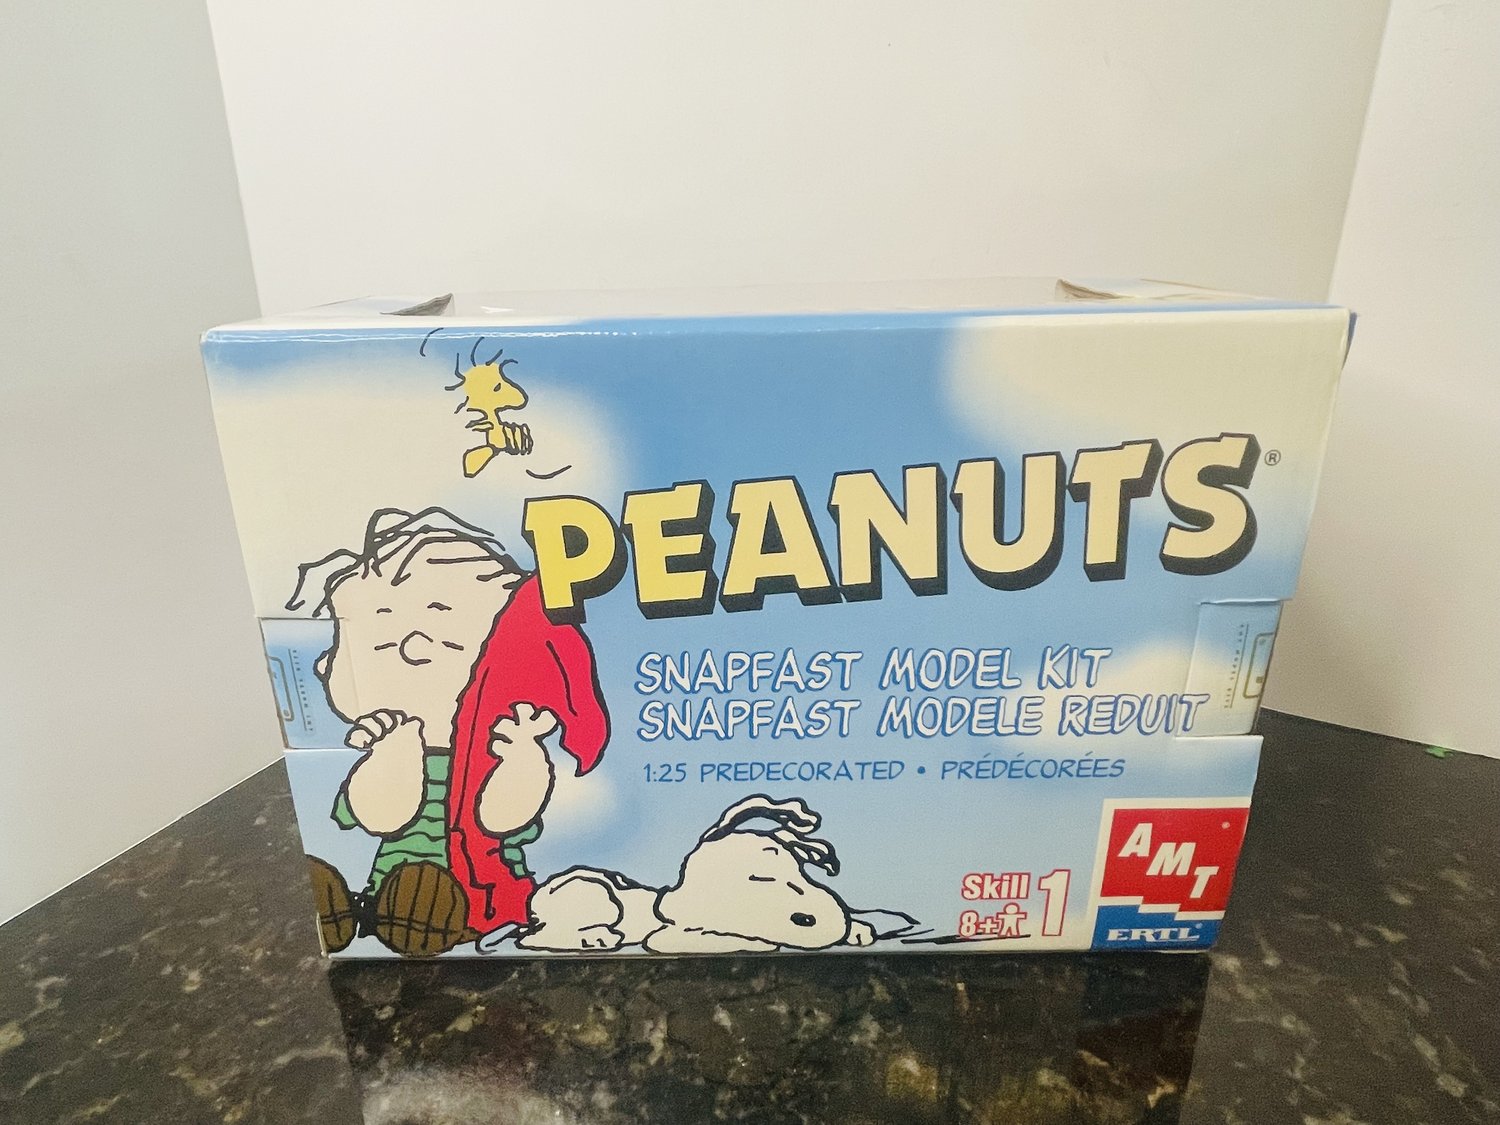 PEANUTS®
SNAPFAST MODEL KIT
SNAPFAST MODELE REDUIT
1:25 PREDECORATED • PRÉDÉCORÉES
Skill 1
8+
AMT®
ERTL®